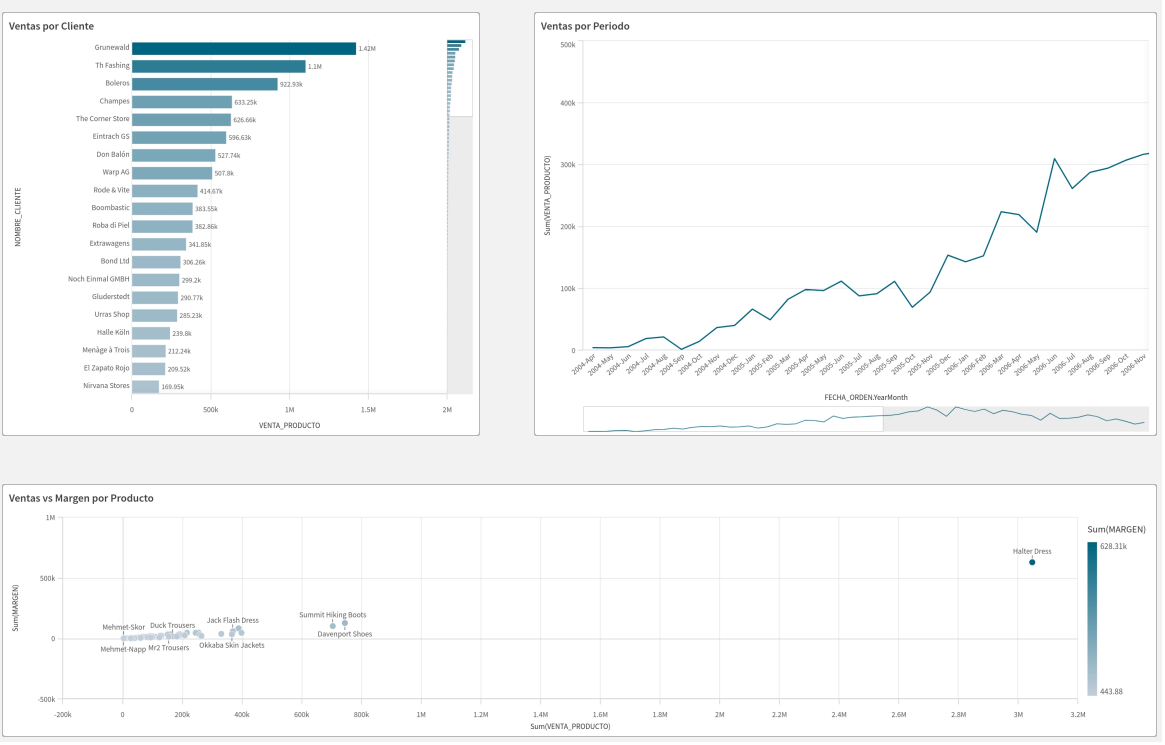 Ventas por Cliente
NOMBRE_CLIENTE
Grunewald 1.42M
Th Fashing 1.1M
Boleros 922.93k
Champes 633.25k
The Corner Store 626.66k
Eintrach GS 596.63k
Don Balón 527.74k
Warp AG 507.8k
Rode & Vite 414.67k
Boombastic 383.55k
Roba di Piel 382.86k
Extrawagens 341.85k
Bond Ltd 306.26k
Noch Einmal GMBH 299.2k
Gluderstedt 290.77k
Urras Shop 285.23k
Halle Köln 239.8k
Menàge à Trois 212.24k
El Zapato Rojo 209.52k
Nirvana Stores 169.95k
0 500k 1M 1.5M 2M
VENTA_PRODUCTO
Ventas por Periodo
Sum(VENTA_PRODUCTO)
500k
400k
300k
200k
100k
0
2004-Apr 2004-May 2004-Jun 2004-Jul 2004-Aug 2004-Sep 2004-Oct 2004-Nov 2004-Dec 2005-Jan 2005-Feb 2005-Mar 2005-Apr 2005-May 2005-Jun 2005-Jul 2005-Aug 2005-Sep 2005-Oct 2005-Nov 2005-Dec 2006-Jan 2006-Feb 2006-Mar 2006-Apr 2006-May 2006-Jun 2006-Jul 2006-Aug 2006-Sep 2006-Oct 2006-Nov
FECHA_ORDEN.YearMonth
Ventas vs Margen por Producto
Sum(MARGEN)
1M
500k
0
-500k
Halter Dress
Summit Hiking Boots
Davenport Shoes
Jack Flash Dress
Okkaba Skin Jackets
Mehmet-Skor
Duck Trousers
Mehmet-Napp
Mr2 Trousers
-200k 0 200k 400k 600k 800k 1M 1.2M 1.4M 1.6M 1.8M 2M 2.2M 2.4M 2.6M 2.8M 3M 3.2M
Sum(VENTA_PRODUCTO)
Sum(MARGEN)
628.31k
443.88